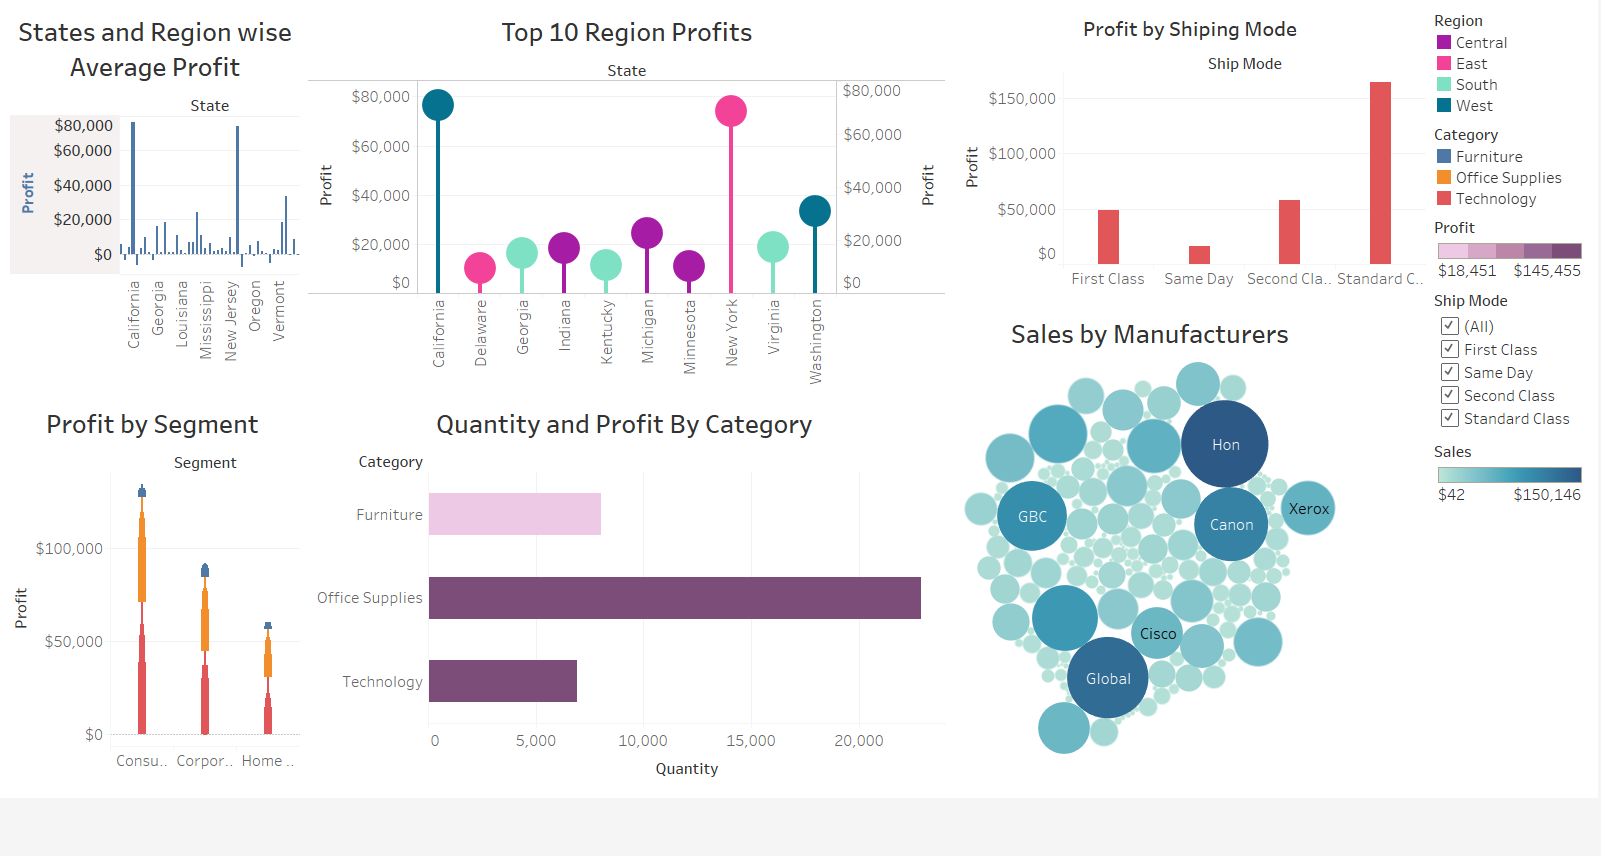 States and Region wise
Average Profit
State
Profit
$80,000
$60,000
$40,000
$20,000
$0
California
Georgia
Louisiana
Mississippi
New Jersey
Oregon
Vermont
Top 10 Region Profits
State
Profit
$80,000
$60,000
$40,000
$20,000
$0
$80,000
$60,000
$40,000
$20,000
$0
Profit
California
Delaware
Georgia
Indiana
Kentucky
Michigan
Minnesota
New York
Virginia
Washington
Profit by Shiping Mode
Ship Mode
Profit
$150,000
$100,000
$50,000
$0
First Class
Same Day
Second Cla..
Standard C..
Region
Central
East
South
West
Category
Furniture
Office Supplies
Technology
Profit
$18,451 $145,455
Ship Mode
(All)
First Class
Same Day
Second Class
Standard Class
Sales
$42 $150,146
Profit by Segment
Segment
Profit
$100,000
$50,000
$0
Consu..
Corpor..
Home ..
Quantity and Profit By Category
Category
Furniture
Office Supplies
Technology
0
5,000
10,000
15,000
20,000
Quantity
Sales by Manufacturers
Hon
GBC
Canon
Xerox
Cisco
Global